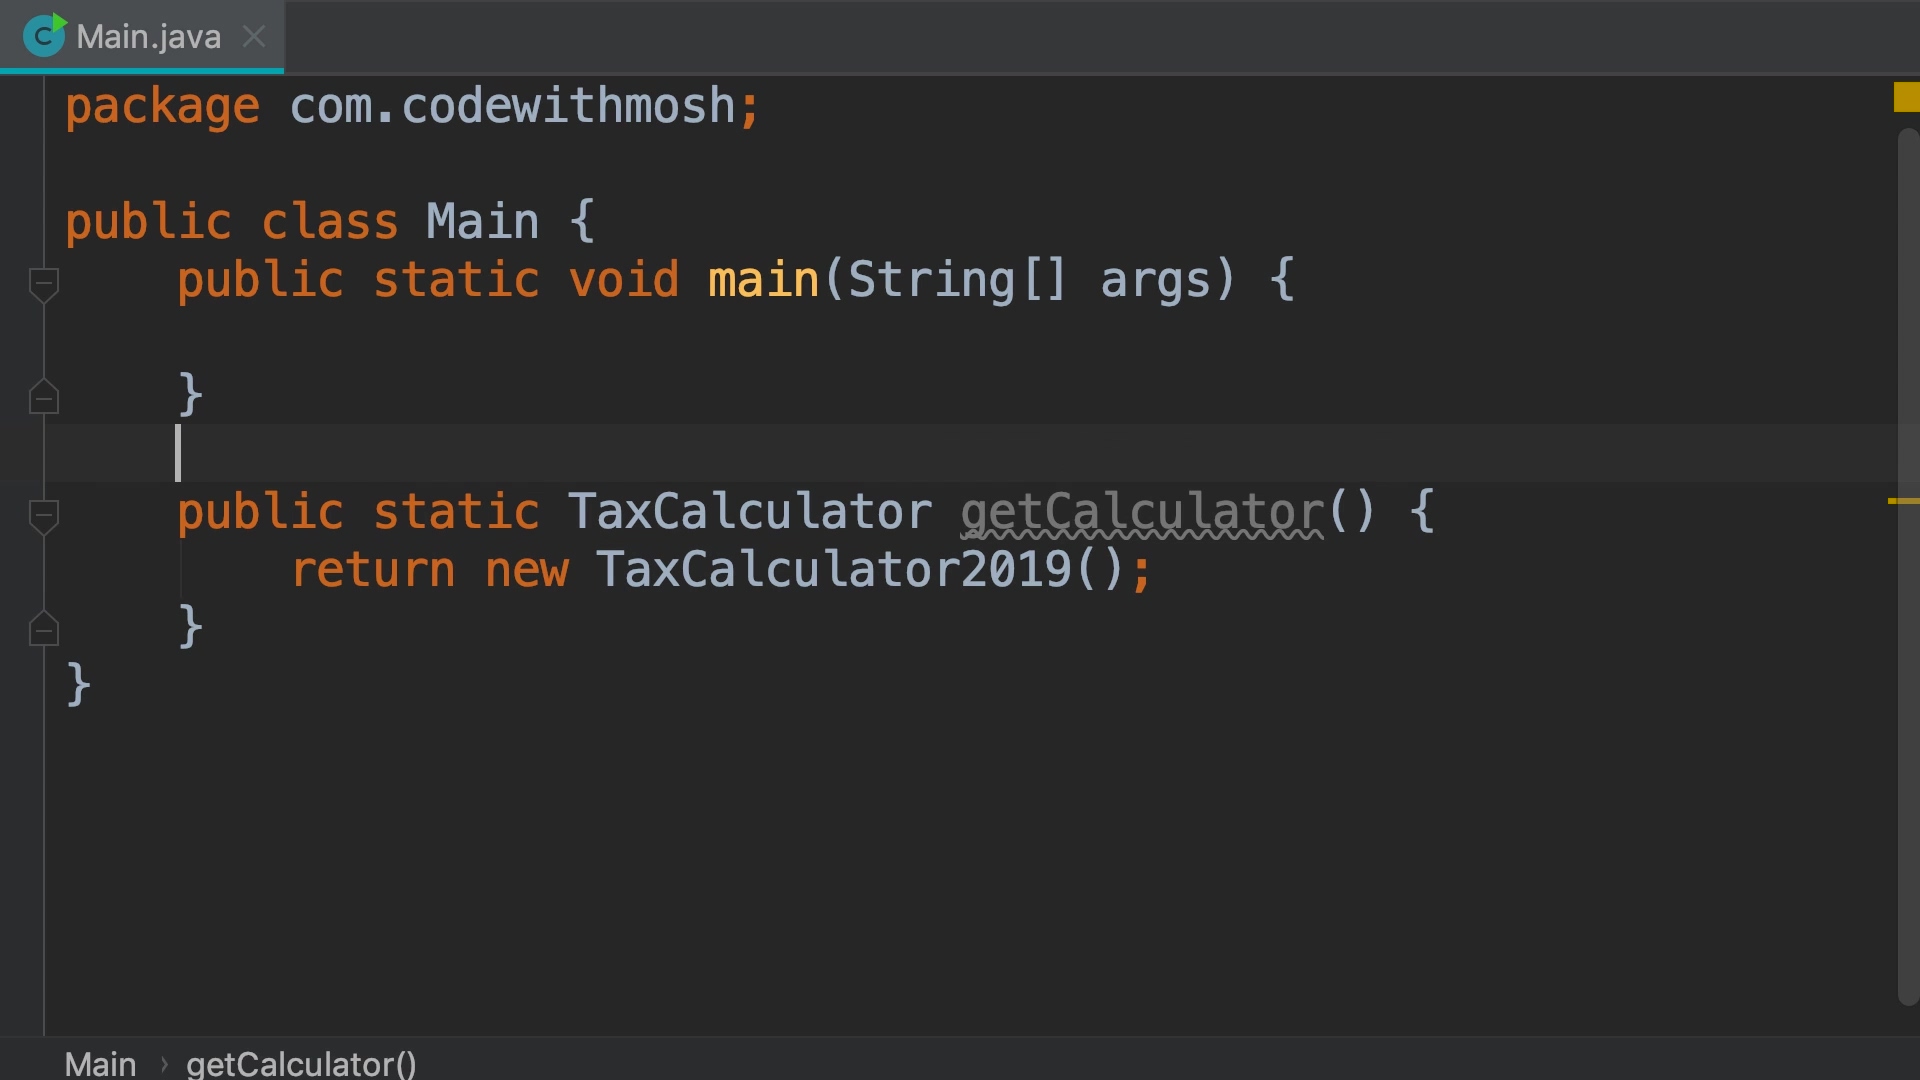 Main.java
package com.codewithmosh;
public class Main {
public static void main(String[] args) {
}
public static TaxCalculator getCalculator() {
return new TaxCalculator2019();
}
}
Main › getCalculator()